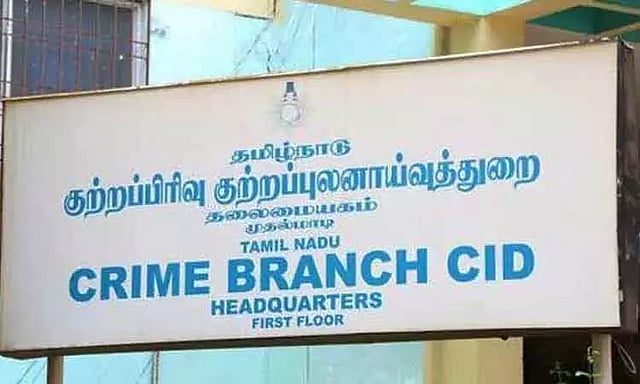 தமிழ்நாடு
குற்றப்பிரிவு குற்றப்புலனாய்வுத்துறை
தலைமையகம்
முதல்மாடி
TAMIL NADU
CRIME BRANCH CID
HEADQUARTERS
FIRST FLOOR